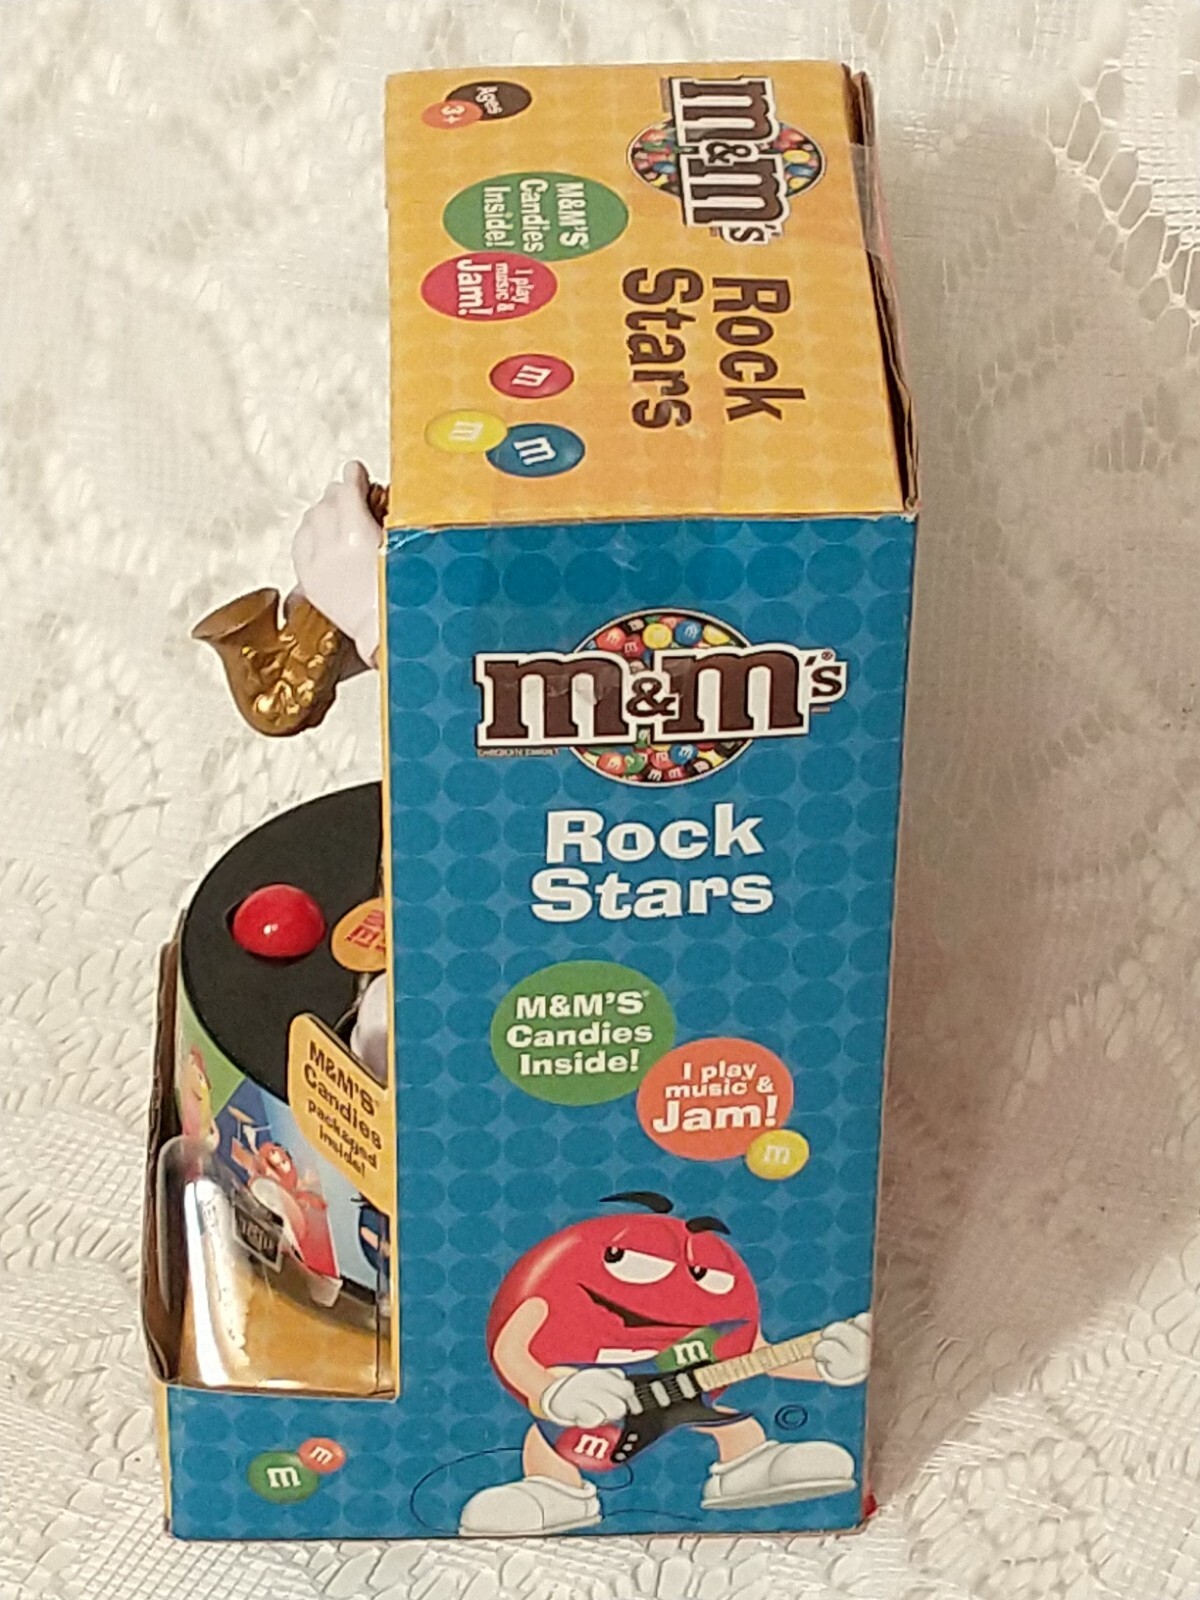 Ages
3+
m&m's
Rock
Stars
M&M'S®
Candies
Inside!
I play
music &
Jam!
m
m
m
m&m's®
Rock
Stars
M&M'S®
Candies
Inside!
I play
music &
Jam!
m
M&M'S®
Candies
packaged
inside!
m
m
©
m
m